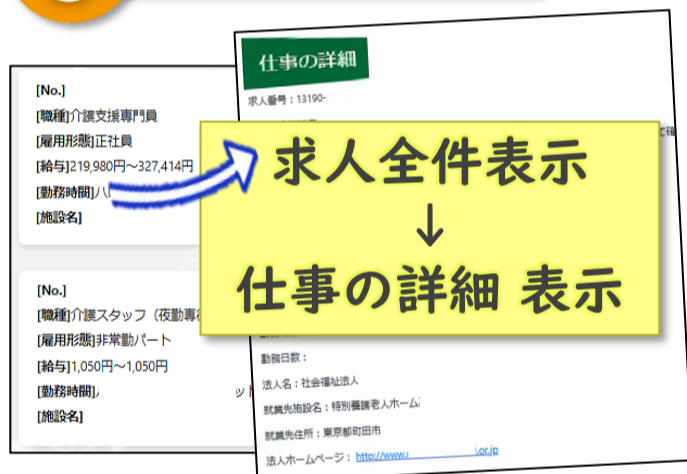 [No.]
[職種]介護支援専門員
[雇用形態]正社員
[給与]219,980円～327,414円
[勤務時間]
[施設名]
[No.]
[職種]介護スタッフ（夜勤専
[雇用形態]非常勤パート
[給与]1,050円～1,050円
[勤務時間]
[施設名]
仕事の詳細
求人番号：13190-
求人全件表示
↓
仕事の詳細 表示
勤務日数：
法人名：社会福祉法人
就業先施設名：特別養護老人ホーム
就業先住所：東京都町田市
法人ホームページ： http://www. .or.jp